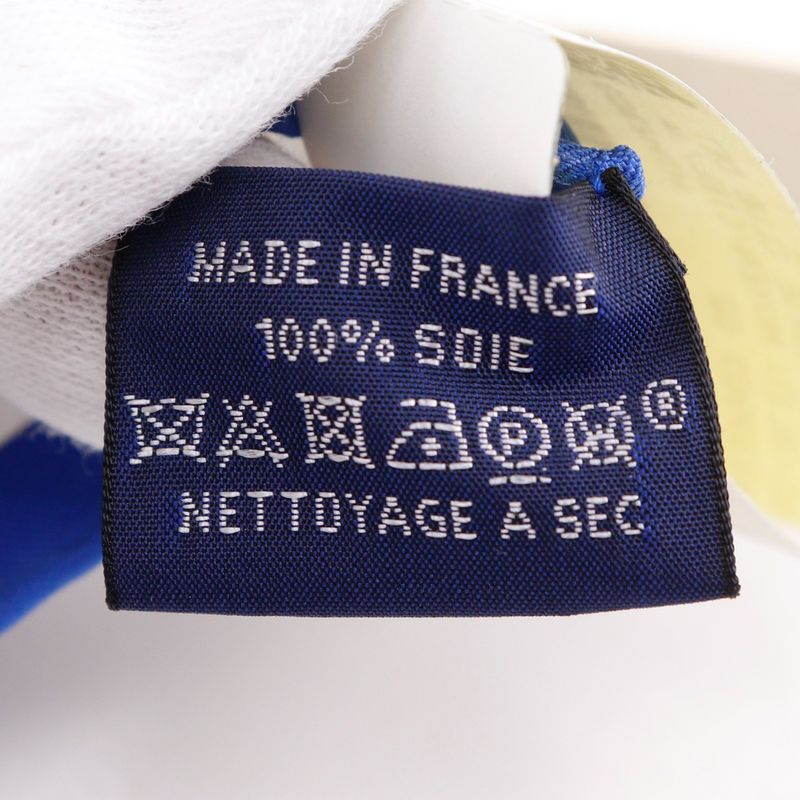 MADE IN FRANCE
100% SOIE
P W ®
NETTOYAGE A SEC